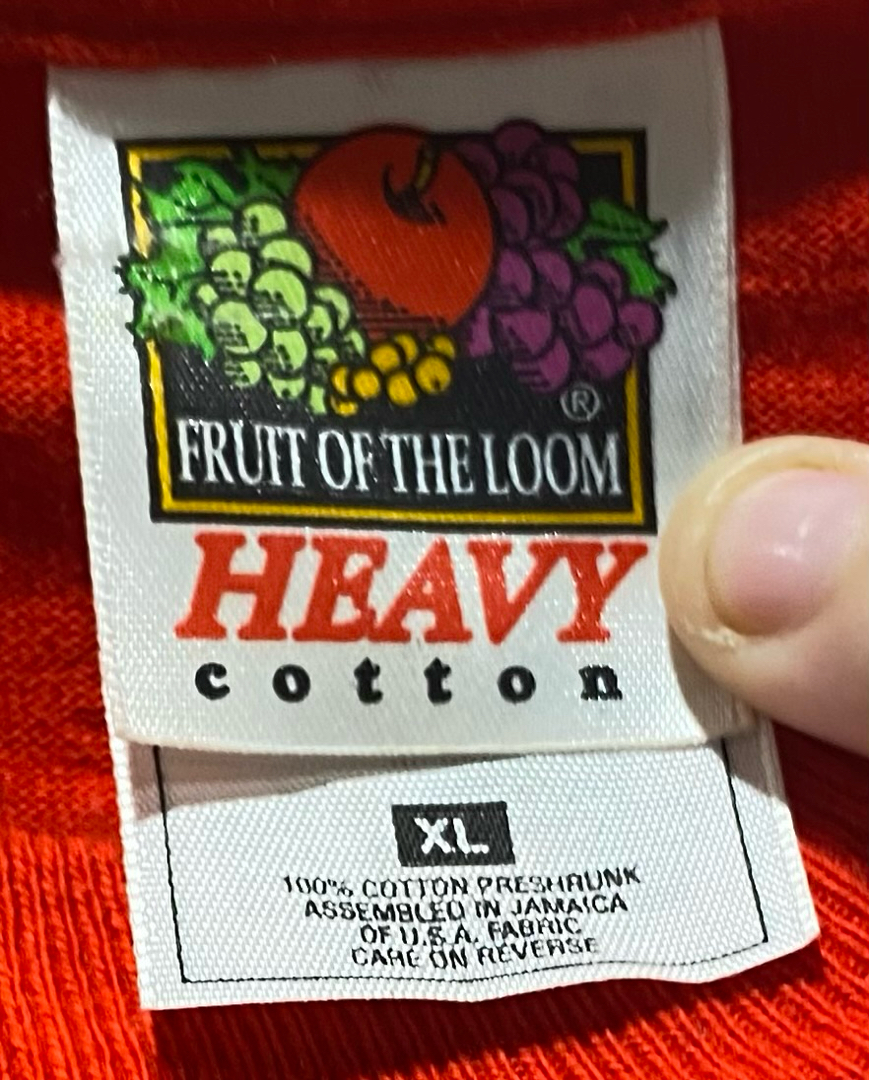 ®
FRUIT OF THE LOOM
HEAVY
cotton
XL
100% COTTON PRESHRUNK
ASSEMBLED IN JAMAICA
OF U.S.A. FABRIC
CARE ON REVERSE